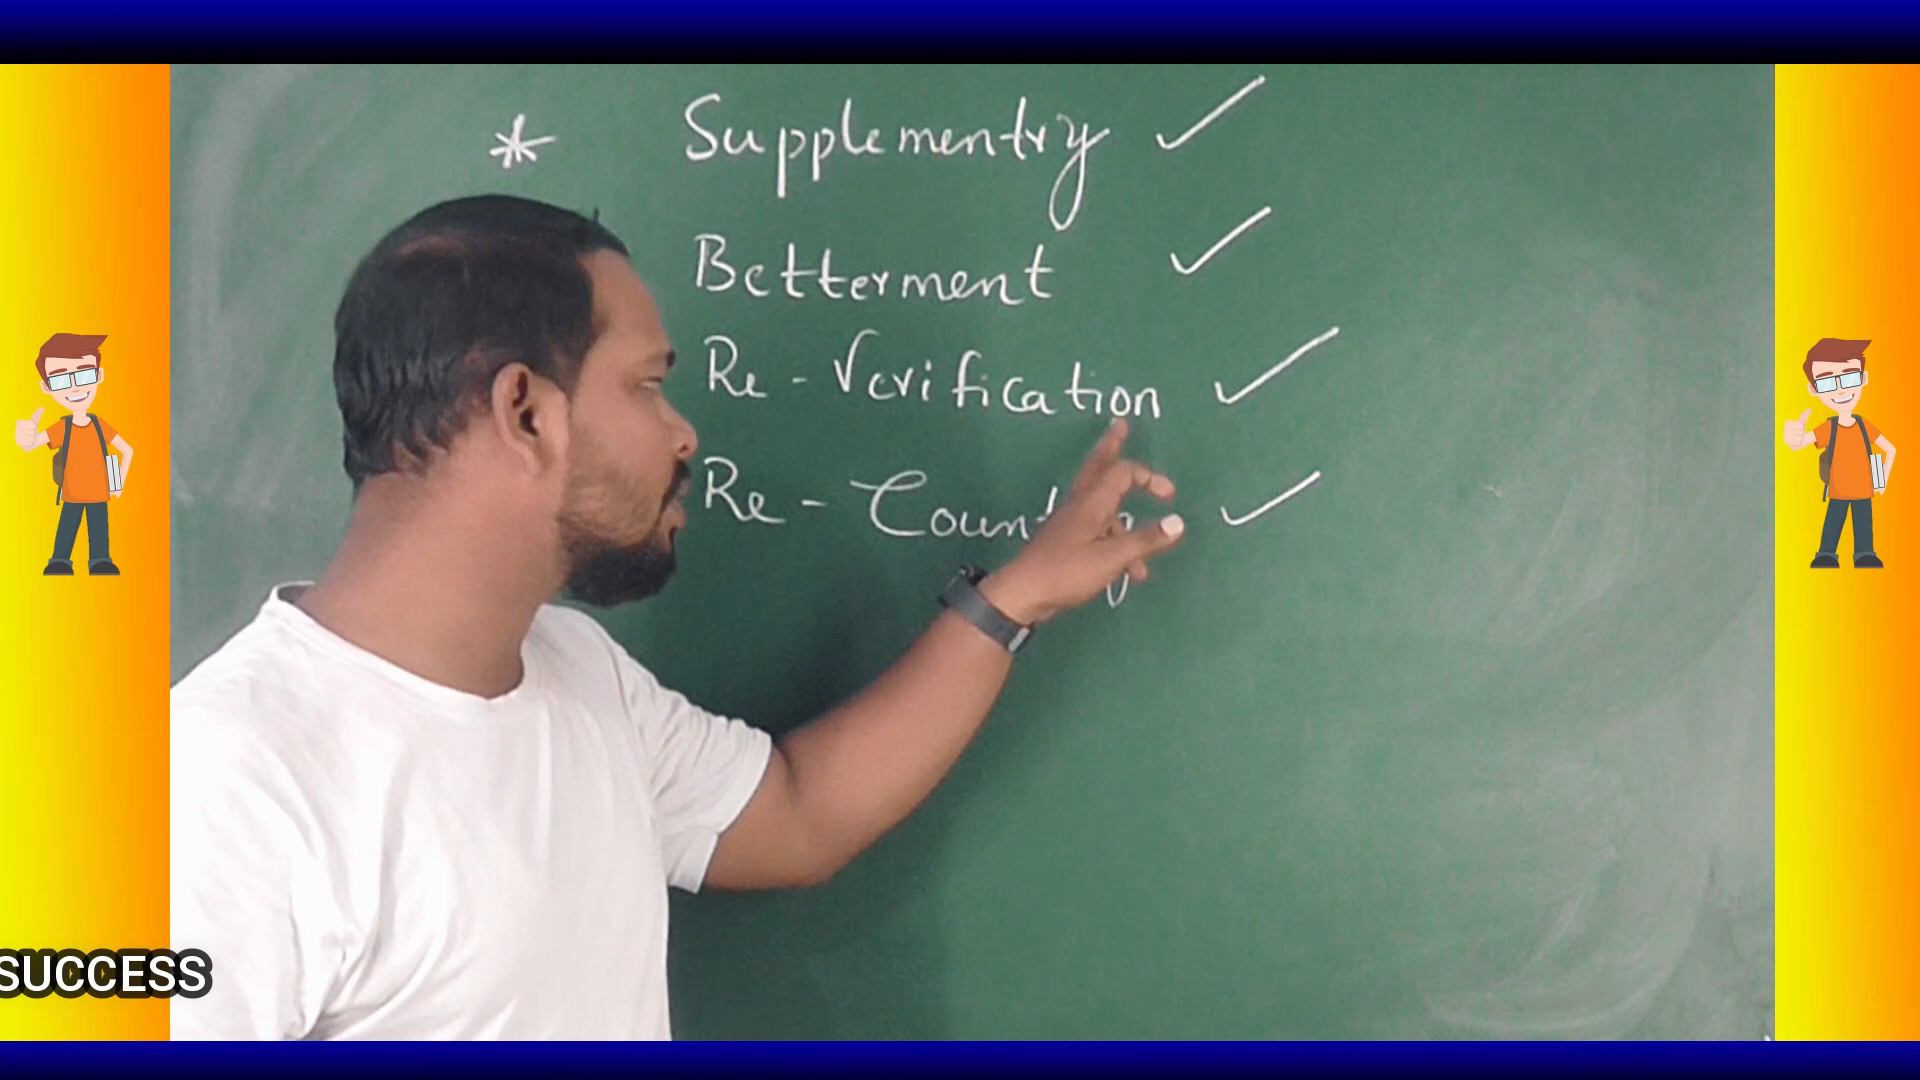 * Supplementry ✓
Betterment ✓
Re - Verification ✓
Re - ✓
SUCCESS